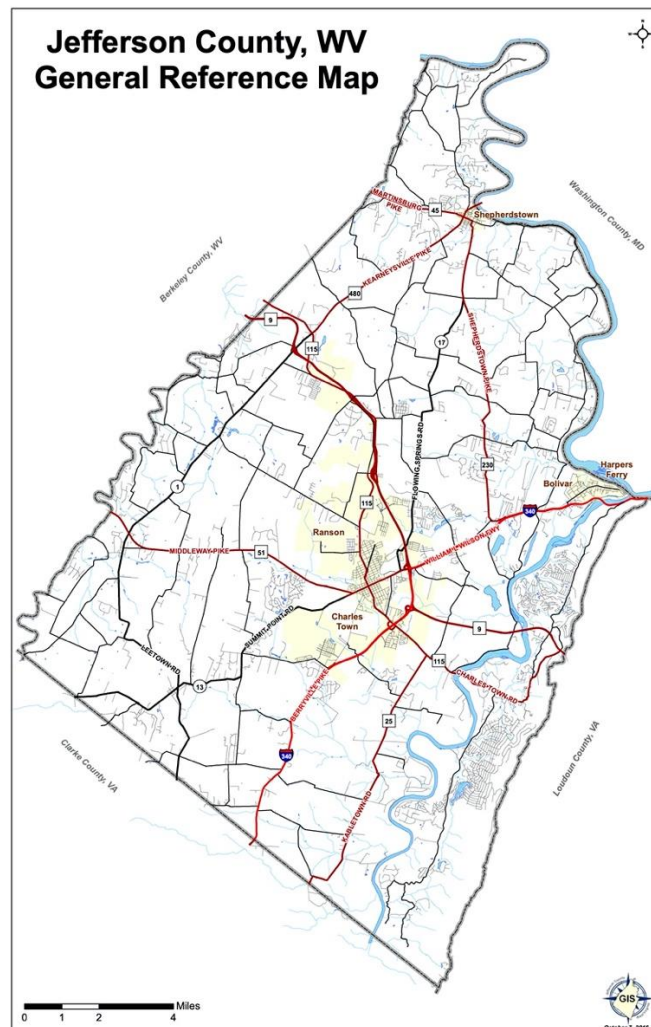 Jefferson County, WV
General Reference Map
N
MARTINSBURG
PIKE
45
Shepherdstown
Washington County, MD
Berkeley County, WV
KEARNEYSVILLE PIKE
480
9
115
17
SHEPHERDSTOWN PIKE
FLOWING SPRINGS RD
230
Harpers
Ferry
Bolivar
1
115
340
WILLIAM L WILSON FWY
Ranson
MIDDLEWAY PIKE
51
SUMMIT POINT RD
Charles
Town
9
LEETOWN RD
13
115
CHARLES TOWN RD
BERRYVILLE PIKE
25
340
KABLETOWN RD
Clarke County, VA
Loudoun County, VA
Miles
0 1 2 4
GIS